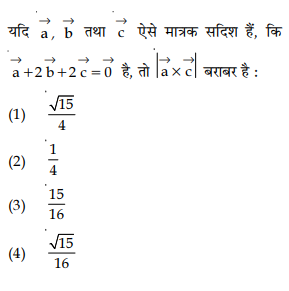 यदि $\vec{a}$, $\vec{b}$ तथा $\vec{c}$ ऐसे मात्रक सदिश हैं, कि
$\vec{a}+2\vec{b}+2\vec{c}=\vec{0}$ है, तो $|\vec{a}\times\vec{c}|$ बराबर है :
(1) $\frac{\sqrt{15}}{4}$
(2) $\frac{1}{4}$
(3) $\frac{15}{16}$
(4) $\frac{\sqrt{15}}{16}$